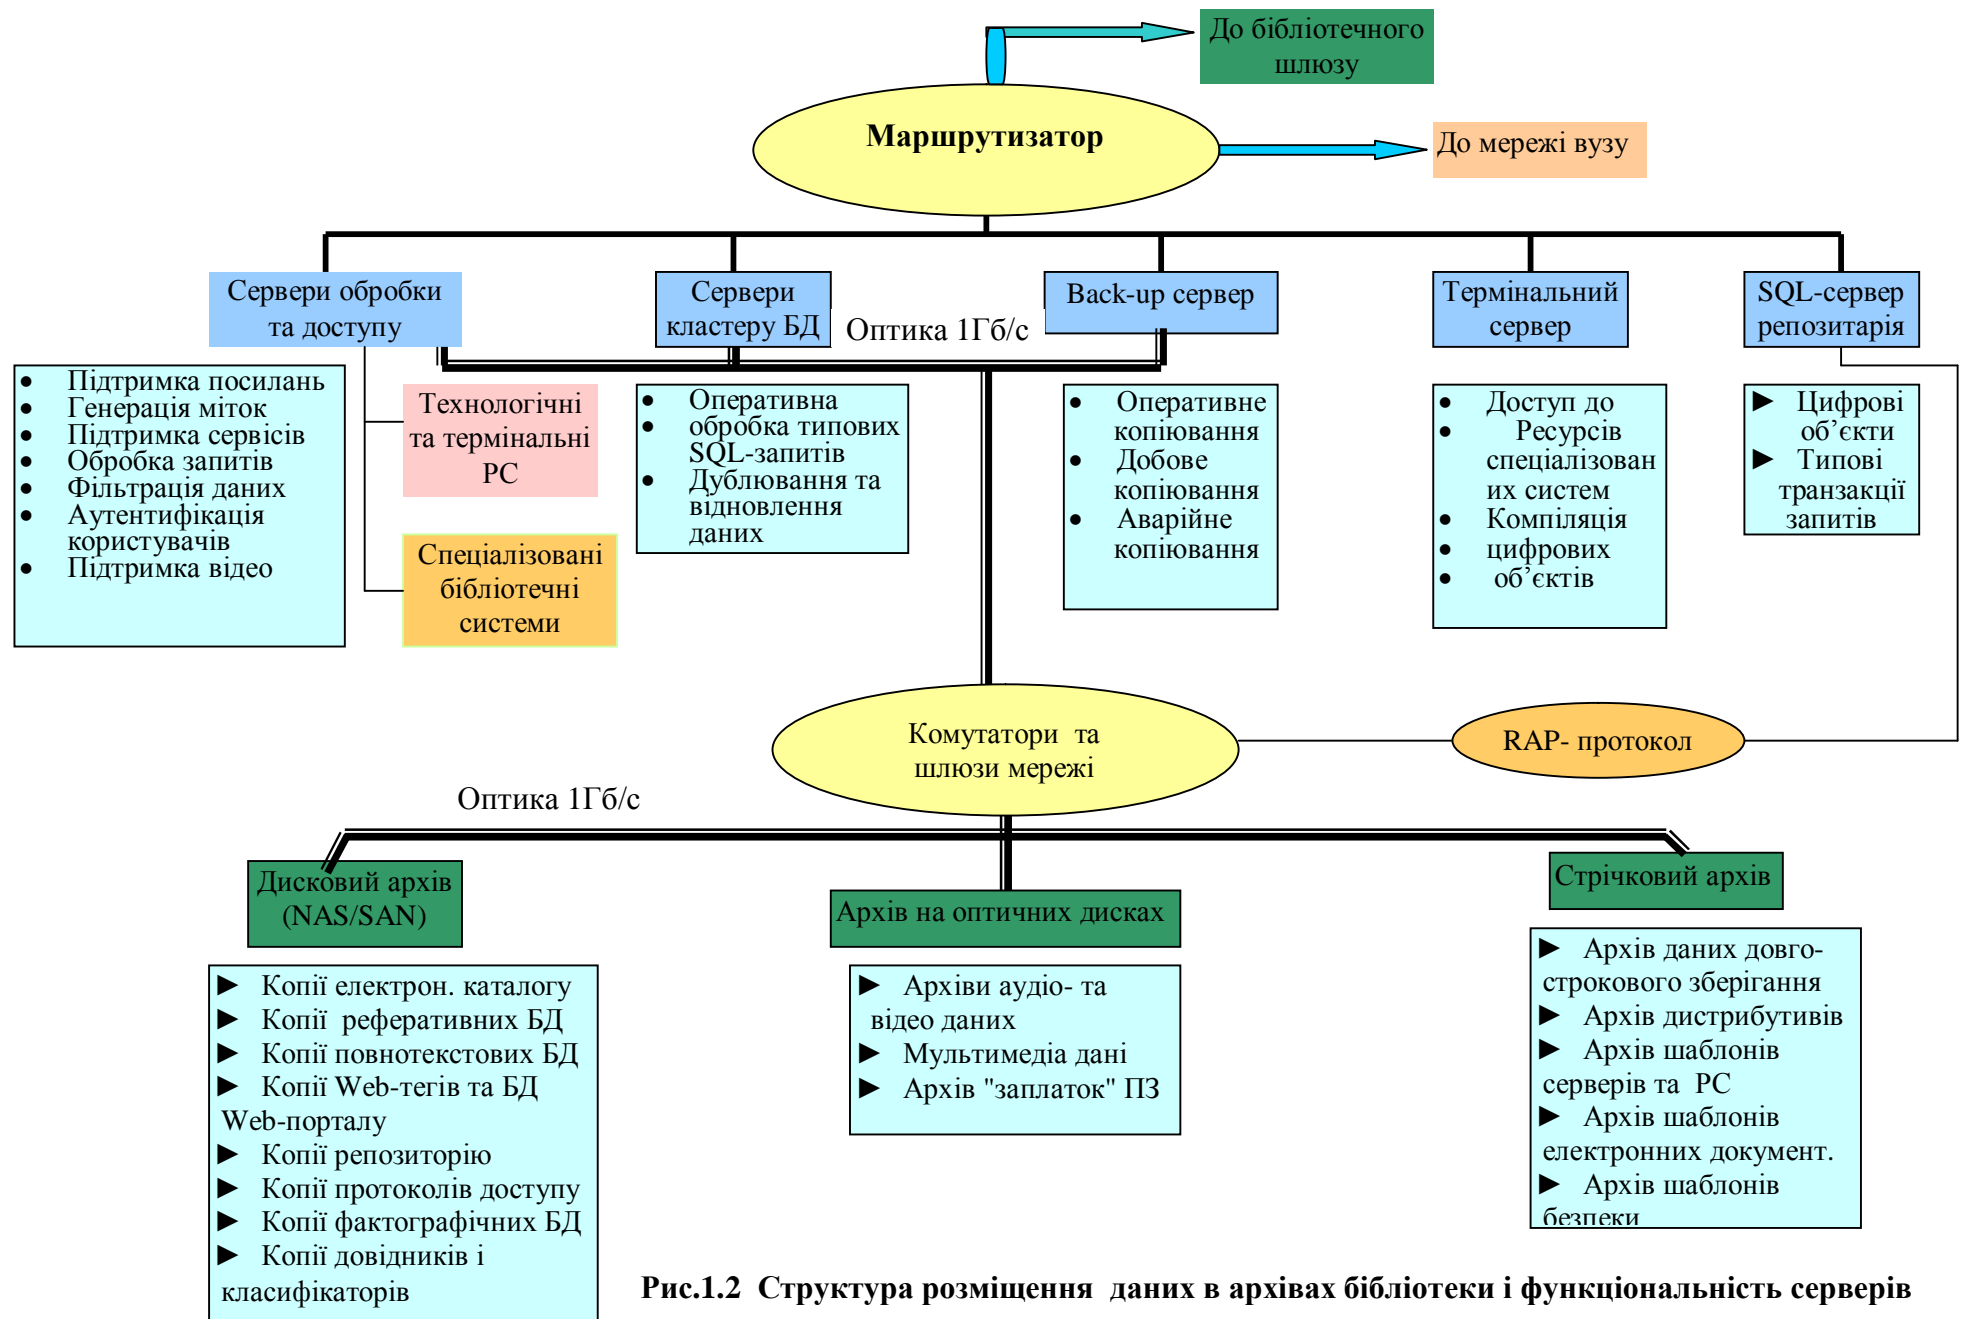 До бібліотечного
шлюзу
Маршрутизатор
До мережі вузу
Сервери обробки
та доступу
Сервери
кластеру БД
Оптика 1Гб/с
Back-up сервер
Термінальний
сервер
SQL-сервер
репозитарія
• Підтримка посилань
• Генерація міток
• Підтримка сервісів
• Обробка запитів
• Фільтрація даних
• Аутентифікація
користувачів
• Підтримка відео
Технологічні
та термінальні
РС
Спеціалізовані
бібліотечні
системи
• Оперативна
• обробка типових
SQL-запитів
• Дублювання та
відновлення
даних
• Оперативне
копіювання
• Добове
копіювання
• Аварійне
копіювання
• Доступ до
• Ресурсів
спеціалізован
их систем
• Компіляція
• цифрових
• об’єктів
► Цифрові
об’єкти
► Типові
транзакції
запитів
Комутатори та
шлюзи мережі
RAP- протокол
Оптика 1Гб/с
Дисковий архів
(NAS/SAN)
Архів на оптичних дисках
Стрічковий архів
► Копії електрон. каталогу
► Копії реферативних БД
► Копії повнотекстових БД
► Копії Web-тегів та БД
Web-порталу
► Копії репозиторію
► Копії протоколів доступу
► Копії фактографічних БД
► Копії довідників і
класифікаторів
► Архіви аудіо- та
відео даних
► Мультимедіа дані
► Архів "заплаток" ПЗ
► Архів даних довго-
строкового зберігання
► Архів дистрибутивів
► Архів шаблонів
серверів та РС
► Архів шаблонів
електронних документ.
► Архів шаблонів
безпеки
Рис.1.2 Структура розміщення даних в архівах бібліотеки і функціональність серверів